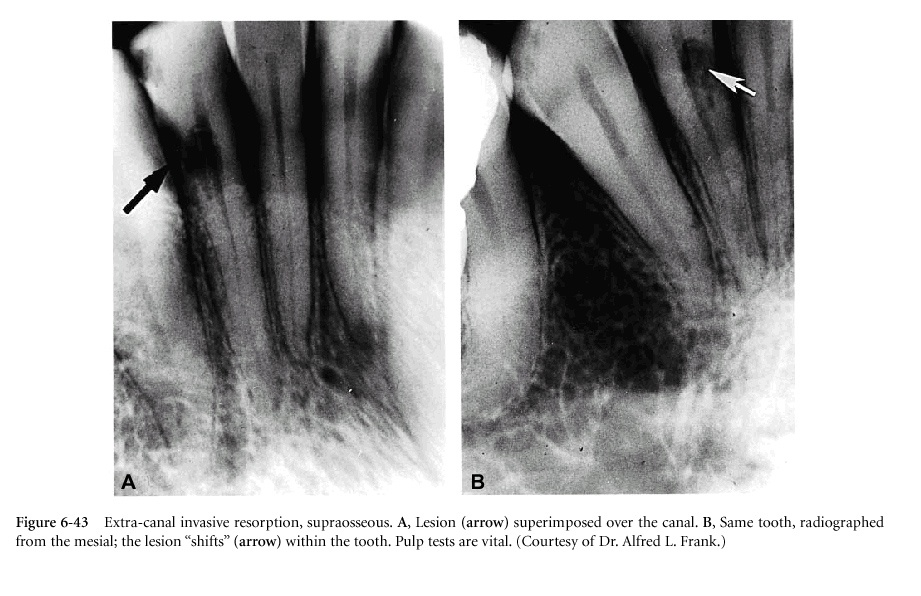 A
B
Figure 6-43 Extra-canal invasive resorption, supraosseous. A, Lesion (arrow) superimposed over the canal. B, Same tooth, radiographed
from the mesial; the lesion “shifts” (arrow) within the tooth. Pulp tests are vital. (Courtesy of Dr. Alfred L. Frank.)